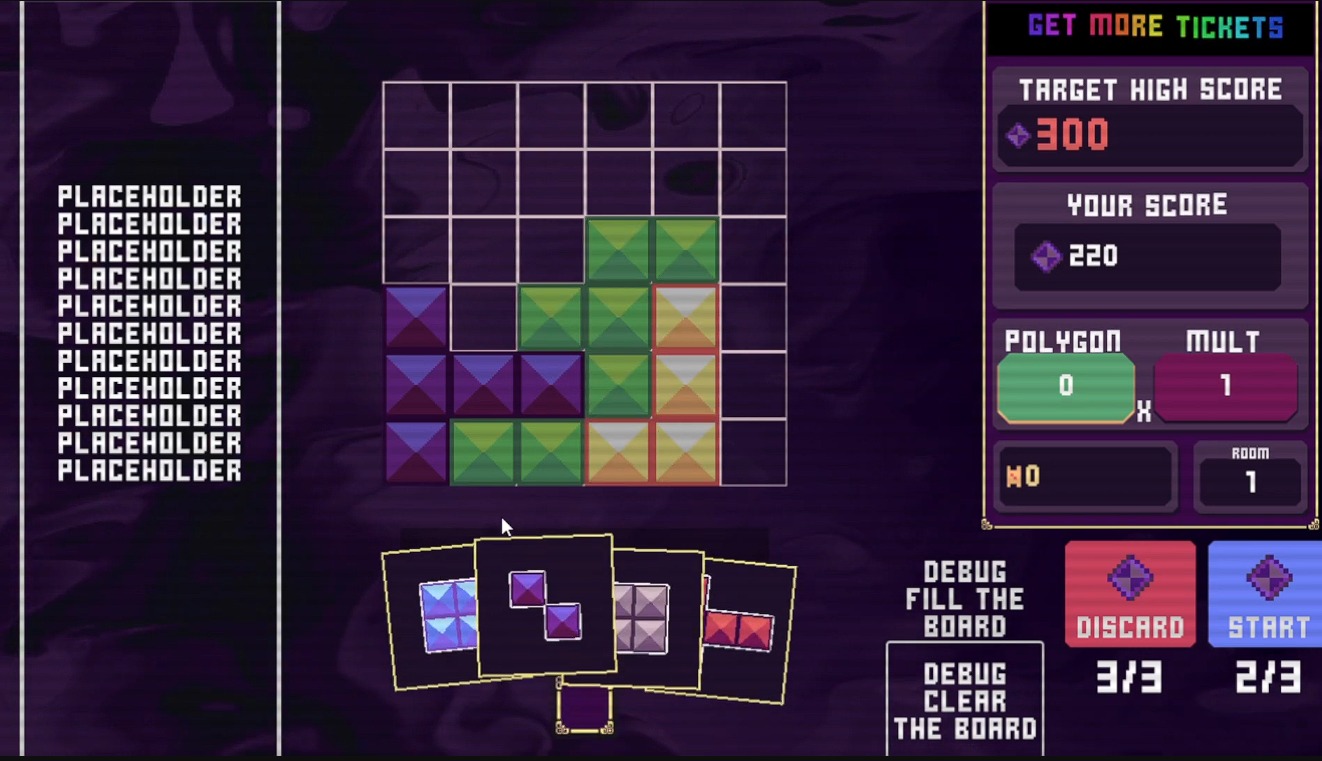 GET MORE TICKETS
TARGET HIGH SCORE
300
YOUR SCORE
220
POLYGON
MULT
0
X
1
0
ROOM
1
PLACEHOLDER
PLACEHOLDER
PLACEHOLDER
PLACEHOLDER
PLACEHOLDER
PLACEHOLDER
PLACEHOLDER
PLACEHOLDER
PLACEHOLDER
PLACEHOLDER
PLACEHOLDER
DEBUG
FILL THE
BOARD
DEBUG
CLEAR
THE BOARD
DISCARD
3/3
START
2/3